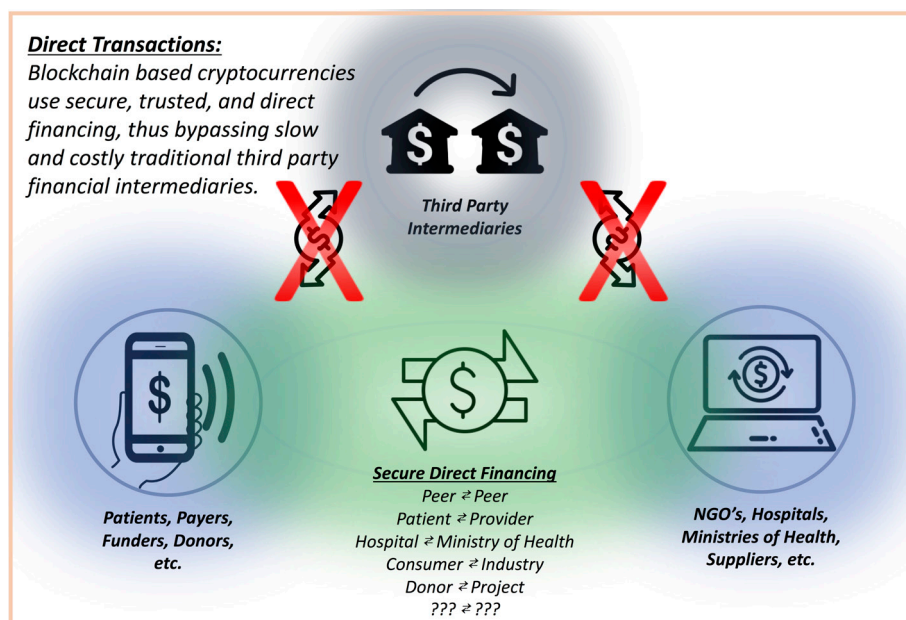 Direct Transactions:
Blockchain based cryptocurrencies
use secure, trusted, and direct
financing, thus bypassing slow
and costly traditional third party
financial intermediaries.
$ $
Third Party
Intermediaries
$ $
$
$
$
Secure Direct Financing
Peer ⇄ Peer
Patient ⇄ Provider
Hospital ⇄ Ministry of Health
Consumer ⇄ Industry
Donor ⇄ Project
??? ⇄ ???
Patients, Payers,
Funders, Donors,
etc.
NGO's, Hospitals,
Ministries of Health,
Suppliers, etc.